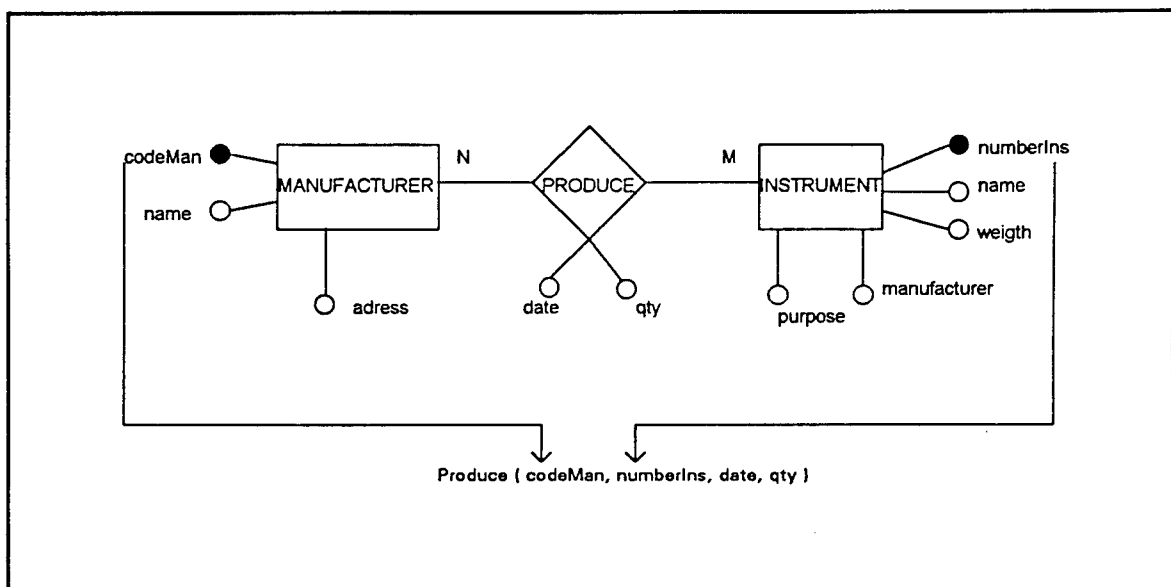 codeMan
N
M
numberIns
MANUFACTURER
PRODUCE
INSTRUMENT
name
name
weigth
adress
date
qty
purpose
manufacturer
Produce ( codeMan, numberIns, date, qty )